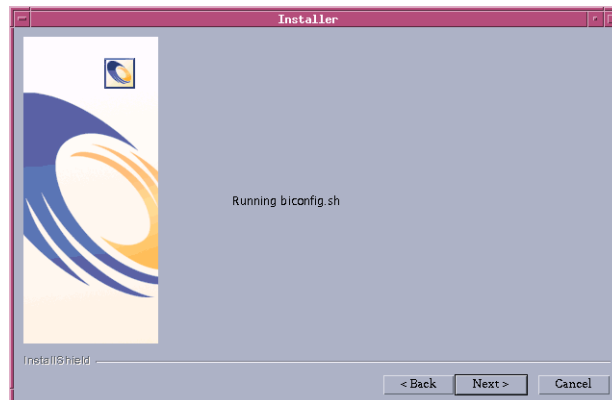 Installer
Running biconfig.sh
InstallShield
< Back
Next >
Cancel